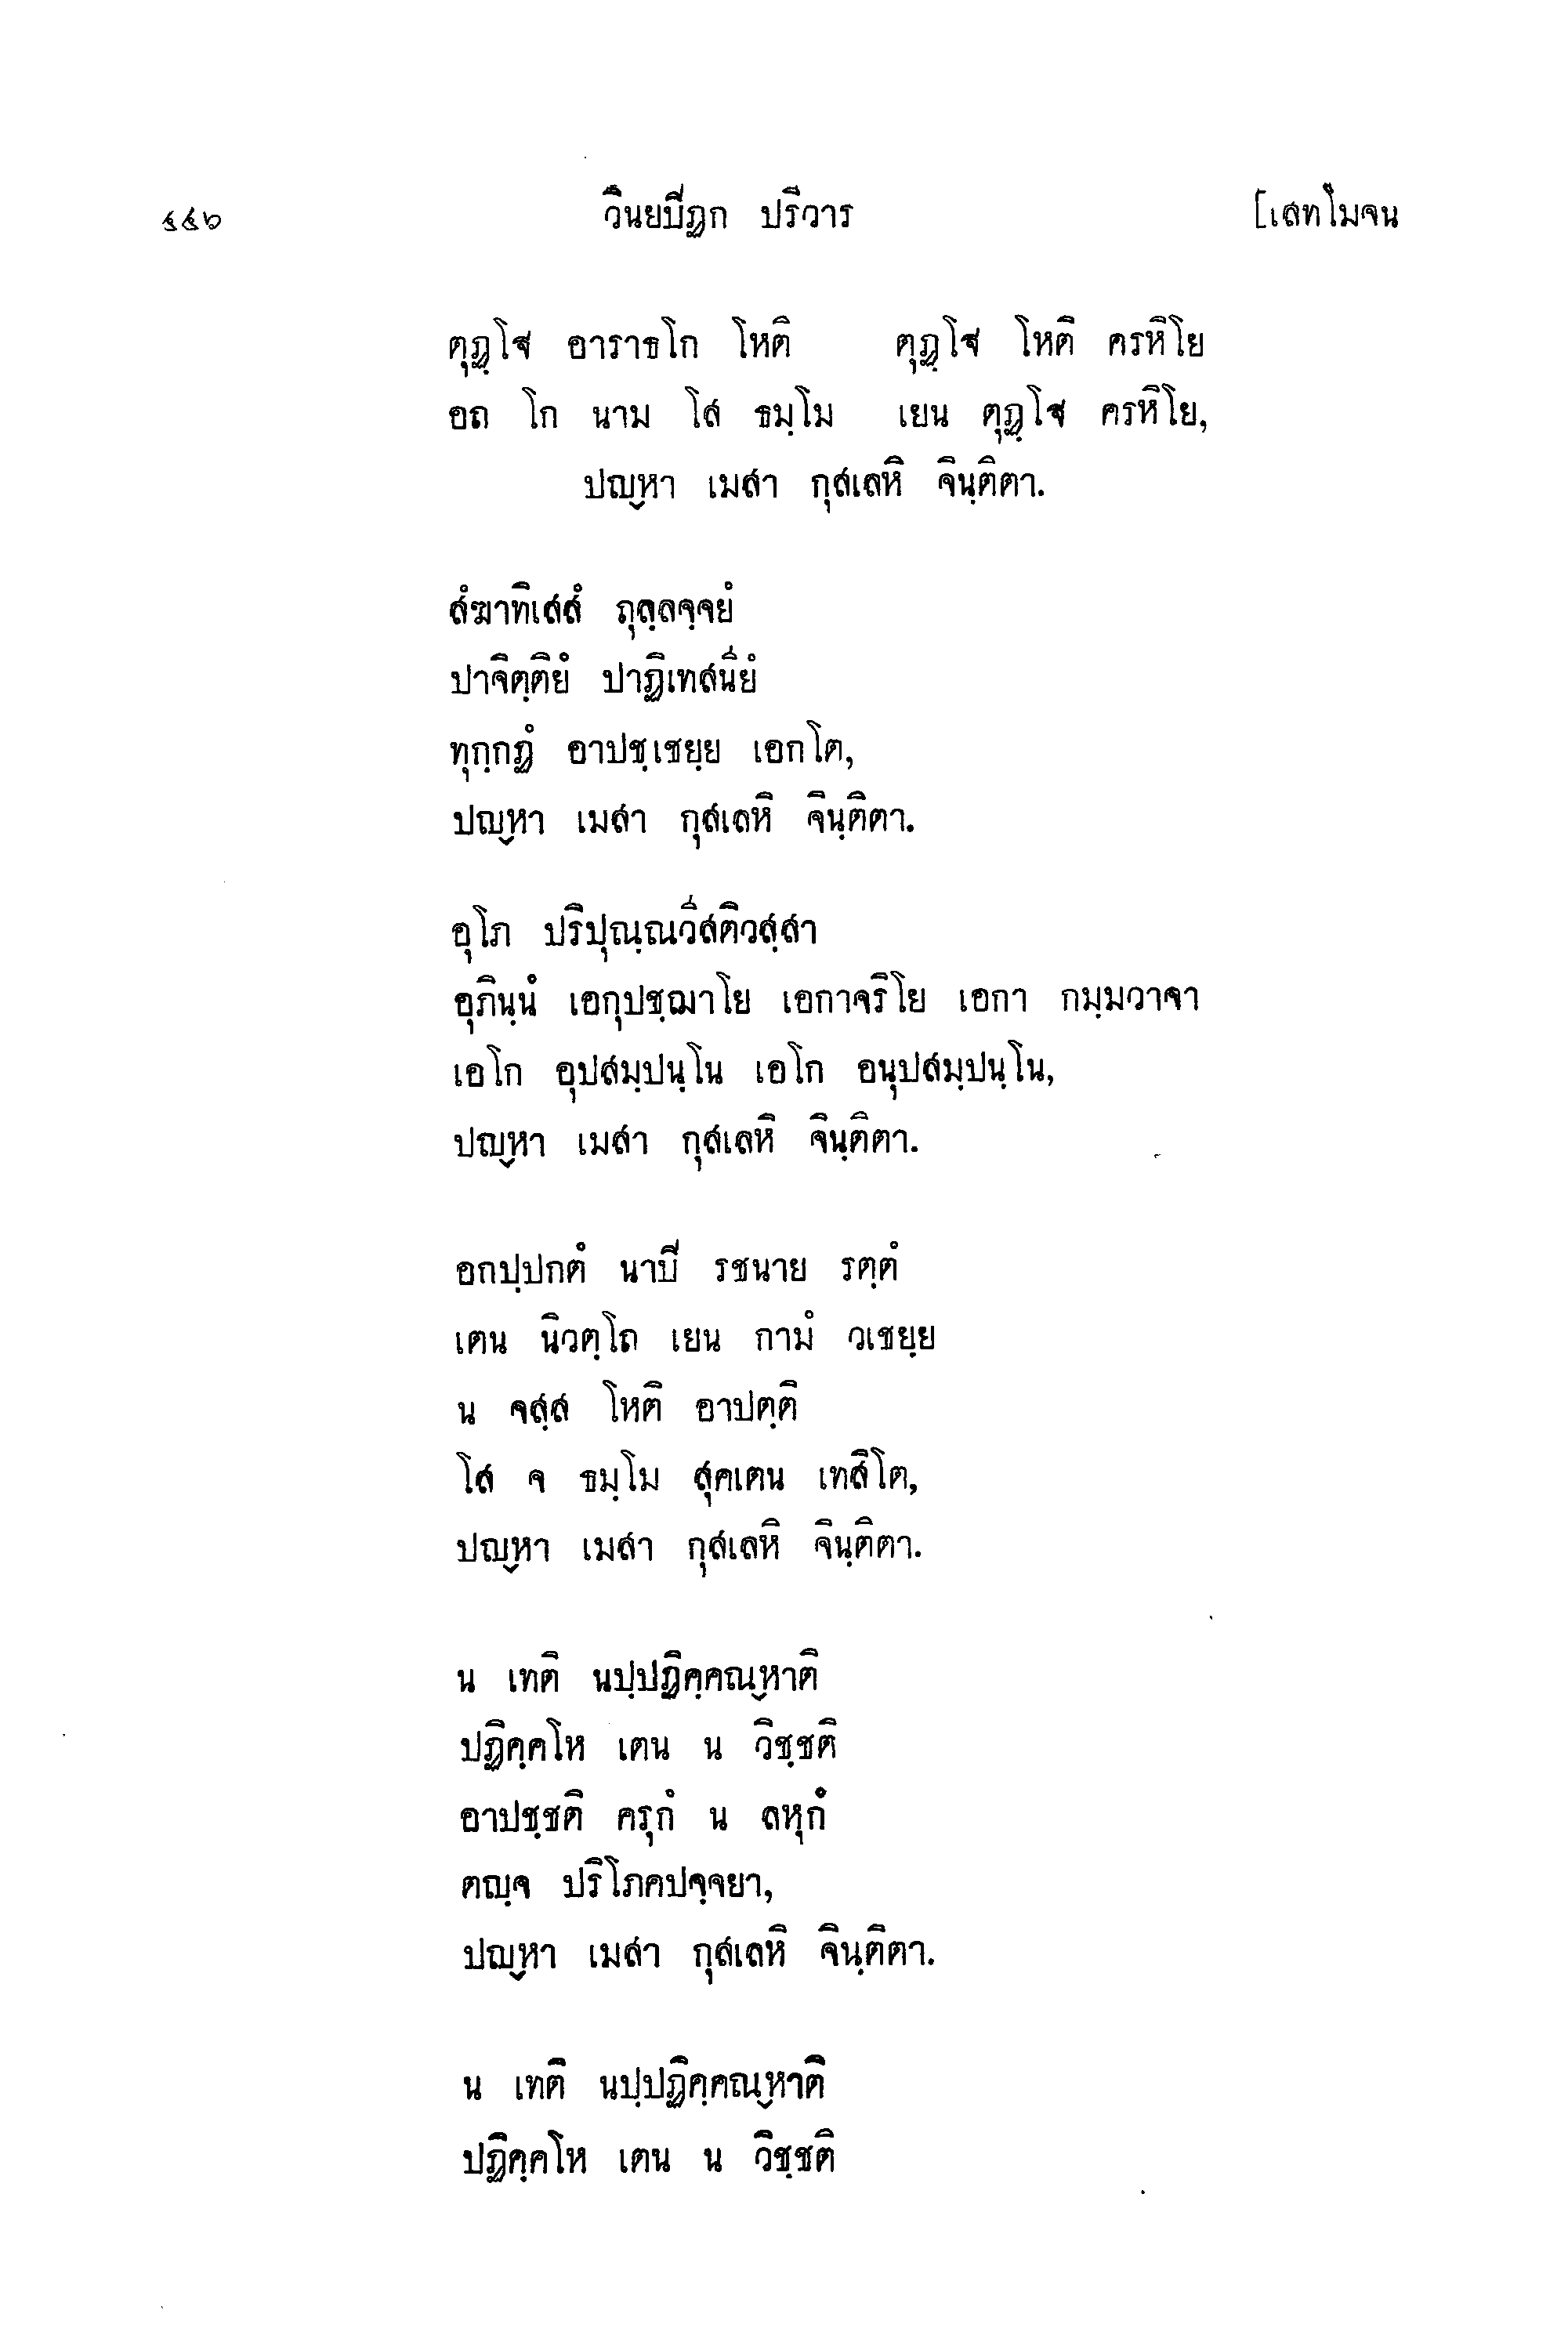 วินยปิฏก ปริวาร [เสทโมจน
ตุฏฺโฐ อาราธโก โหติ ตุฏฺโฐ โหติ ครหิโย
อถ โก นาม โส ธมฺโม เยน ตุฏฺโฐ ครหิโย,
ปญฺหา เมสา กุสเลหิ จินฺติตา.
สํฆาทิเสสํ ถุลฺลจฺจยํ
ปาจิตฺติยํ ปาฏิเทสนียํ
ทุกฺกฏํ อาปชฺเชยฺย เอกโต,
ปญฺหา เมสา กุสเลหิ จินฺติตา.
อุโภ ปริปุณฺณวีสติวสฺสา
อุภินฺนํ เอกุปชฺฌาโย เอกาจริโย เอกา กมฺมวาจา
เอโก อุปสมฺปนฺโน เอโก อนุปสมฺปนฺโน,
ปญฺหา เมสา กุสเลหิ จินฺติตา.
อกปฺปกตํ นาปิ รชนาย รตฺตํ
เตน นิวตฺโถ เยน กามํ วเชยฺย
น จสฺส โหติ อาปตฺติ
โส จ ธมฺโม สุคเตน เทสิโต,
ปญฺหา เมสา กุสเลหิ จินฺติตา.
น เทติ นปฺปฏิคฺคณฺหาติ
ปฏิคฺคโห เตน น วิชฺชติ
อาปชฺชติ ครุกํ น ลหุกํ
ตญฺจ ปริโภคปจฺจยา,
ปญฺหา เมสา กุสเลหิ จินฺติตา.
น เทติ นปฺปฏิคฺคณฺหาติ
ปฏิคฺคโห เตน น วิชฺชติ